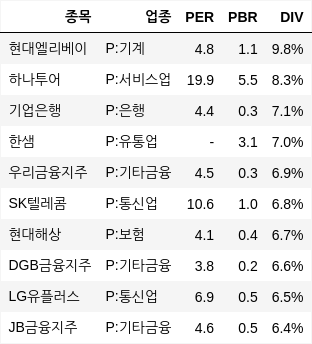 종목 업종 PER PBR DIV
현대엘리베이 P:기계 4.8 1.1 9.8%
하나투어 P:서비스업 19.9 5.5 8.3%
기업은행 P:은행 4.4 0.3 7.1%
한샘 P:유통업 - 3.1 7.0%
우리금융지주 P:기타금융 4.5 0.3 6.9%
SK텔레콤 P:통신업 10.6 1.0 6.8%
현대해상 P:보험 4.1 0.4 6.7%
DGB금융지주 P:기타금융 3.8 0.2 6.6%
LG유플러스 P:통신업 6.9 0.5 6.5%
JB금융지주 P:기타금융 4.6 0.5 6.4%